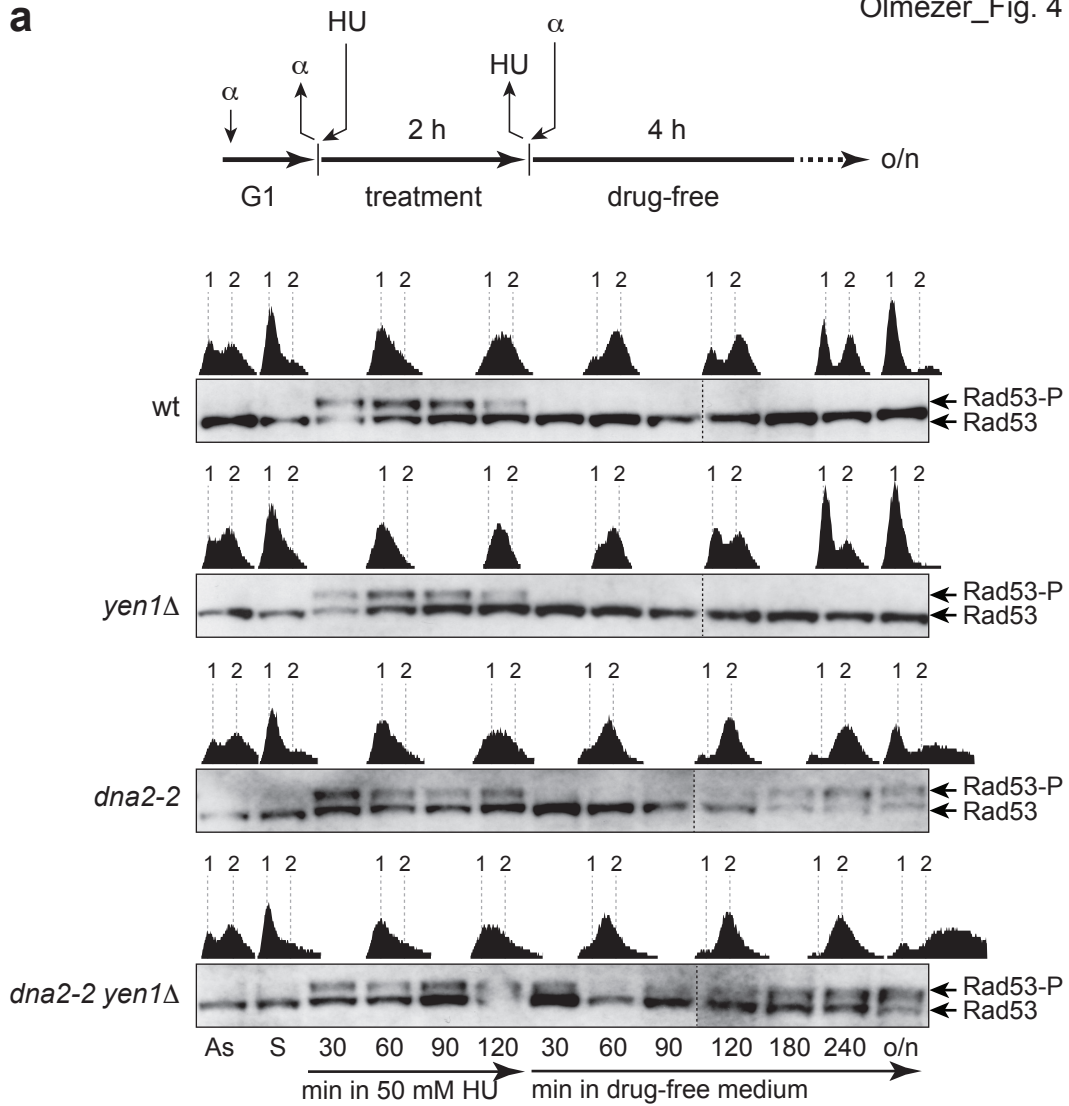 a
Olmezer_Fig. 4
HU
α
α
HU
α
2 h
4 h
o/n
G1
treatment
drug-free
1 2 1 2 1 2 1 2 1 2 1 2 1 2 1 2
wt
Rad53-P
Rad53
1 2 1 2 1 2 1 2 1 2 1 2 1 2 1 2
yen1Δ
Rad53-P
Rad53
1 2 1 2 1 2 1 2 1 2 1 2 1 2 1 2
dna2-2
Rad53-P
Rad53
1 2 1 2 1 2 1 2 1 2 1 2 1 2 1 2
dna2-2 yen1Δ
Rad53-P
Rad53
As S 30 60 90 120 30 60 90 120 180 240 o/n
min in 50 mM HU
min in drug-free medium